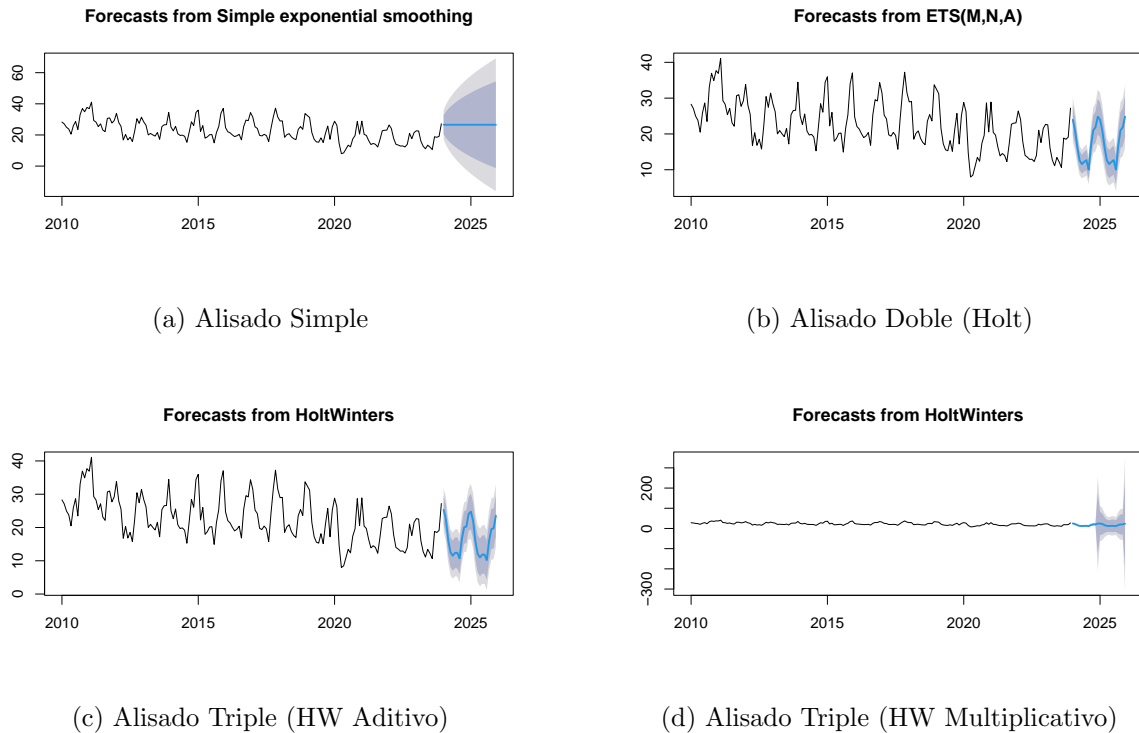 Forecasts from Simple exponential smoothing
0 20 40 60
2010 2015 2020 2025
(a) Alisado Simple
Forecasts from ETS(M,N,A)
10 20 30 40
2010 2015 2020 2025
(b) Alisado Doble (Holt)
Forecasts from HoltWinters
0 10 20 30 40
2010 2015 2020 2025
(c) Alisado Triple (HW Aditivo)
Forecasts from HoltWinters
−300 0 200
2010 2015 2020 2025
(d) Alisado Triple (HW Multiplicativo)